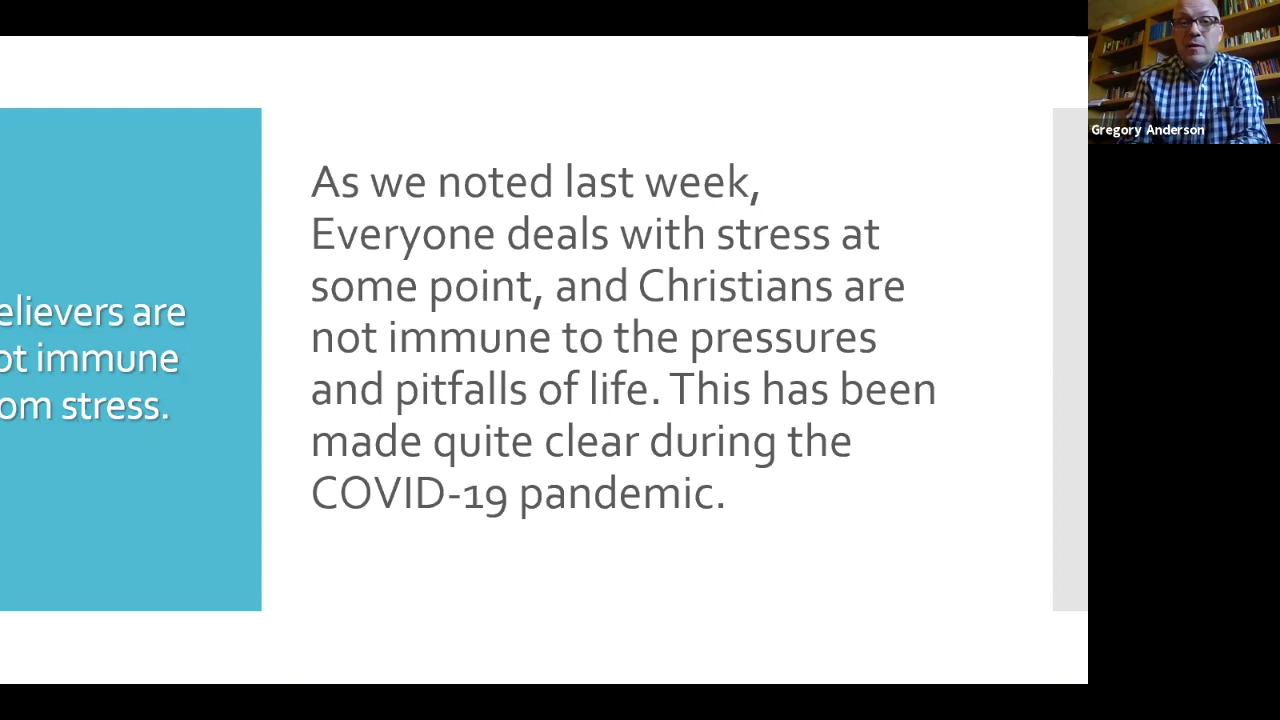 elievers are
ot immune
om stress.
As we noted last week,
Everyone deals with stress at
some point, and Christians are
not immune to the pressures
and pitfalls of life. This has been
made quite clear during the
COVID-19 pandemic.
Gregory Anderson